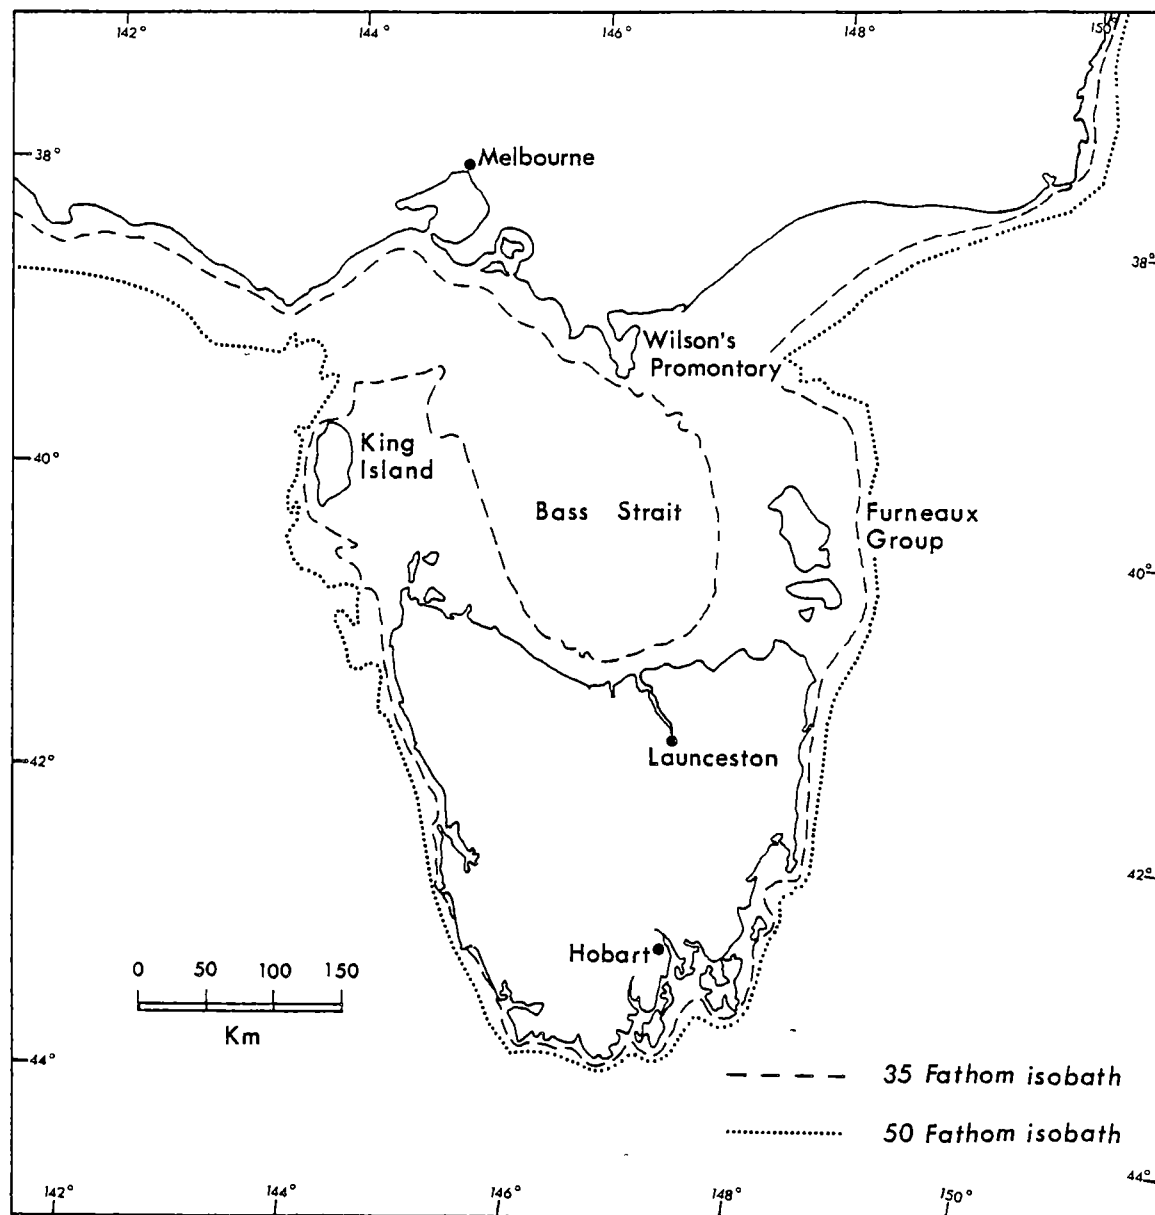 142° 144° 146° 148° 150°
38°
Melbourne
38°
Wilson's
Promontory
King
Island
40°
Bass Strait
Furneaux
Group
40°
Launceston
42°
42°
Hobart
0 50 100 150
Km
44°
35 Fathom isobath
50 Fathom isobath
44°
142° 144° 146° 148° 150°